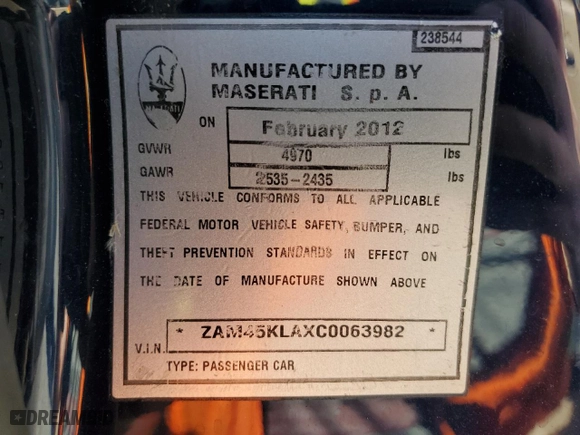 238544
MASERATI
MANUFACTURED BY
MASERATI S. p. A.
ON February 2012
GVWR 4970 lbs
GAWR 2535-2435 lbs
THIS VEHICLE CONFORMS TO ALL APPLICABLE
FEDERAL MOTOR VEHICLE SAFETY, BUMPER, AND
THEFT PREVENTION STANDARDS IN EFFECT ON
THE DATE OF MANUFACTURE SHOWN ABOVE
V.I.N. * ZAM45KLAXC0063982 *
TYPE: PASSENGER CAR
DREAMBID